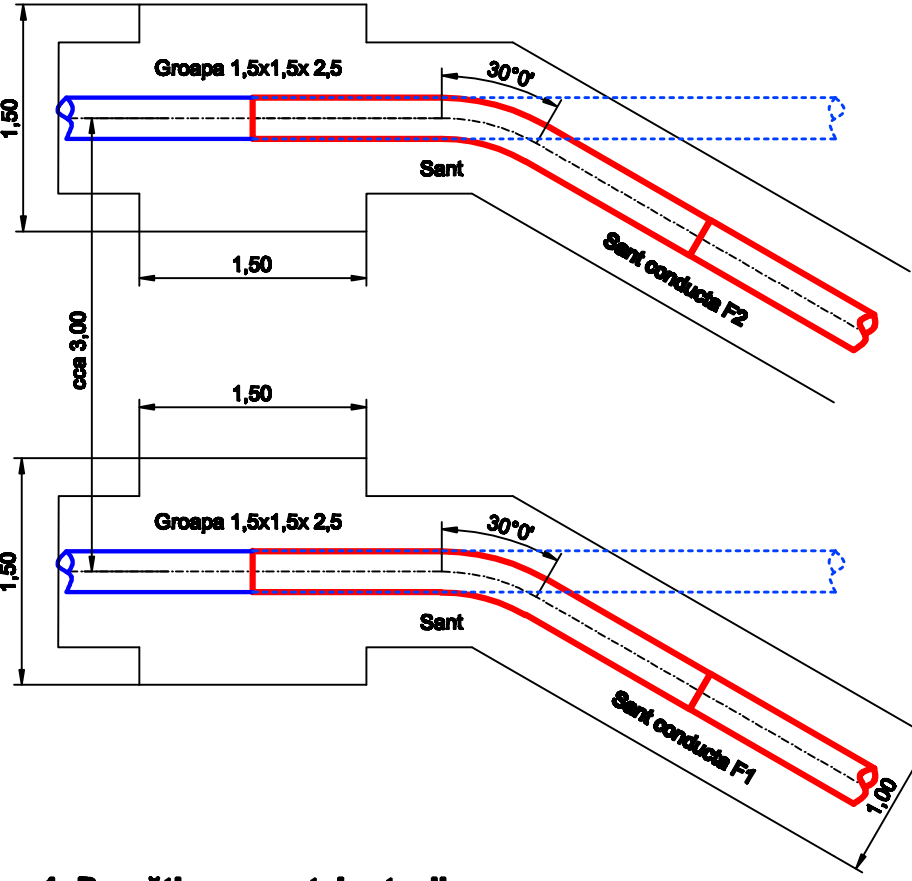 1,50
Groapa 1,5x1,5x 2,5
30°0'
Sant
Sant conducta F2
1,50
cca 3,00
1,50
1,50
Groapa 1,5x1,5x 2,5
30°0'
Sant
Sant conducta F1
1,00